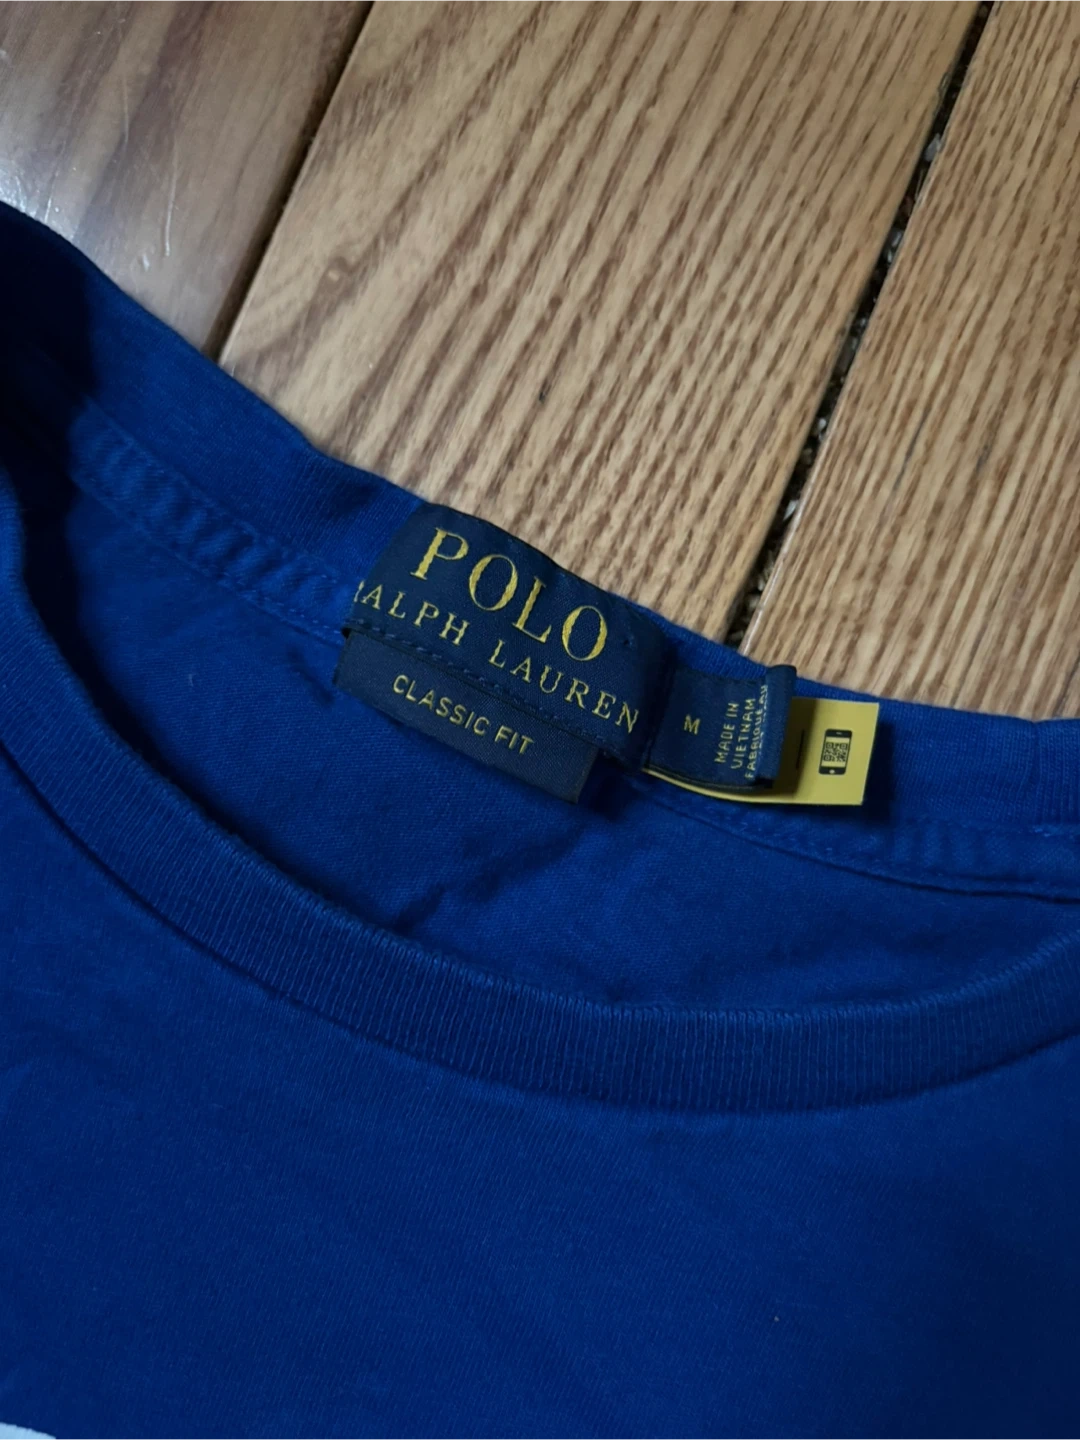 POLO
RALPH LAUREN
CLASSIC FIT
M
MADE IN
VIETNAM